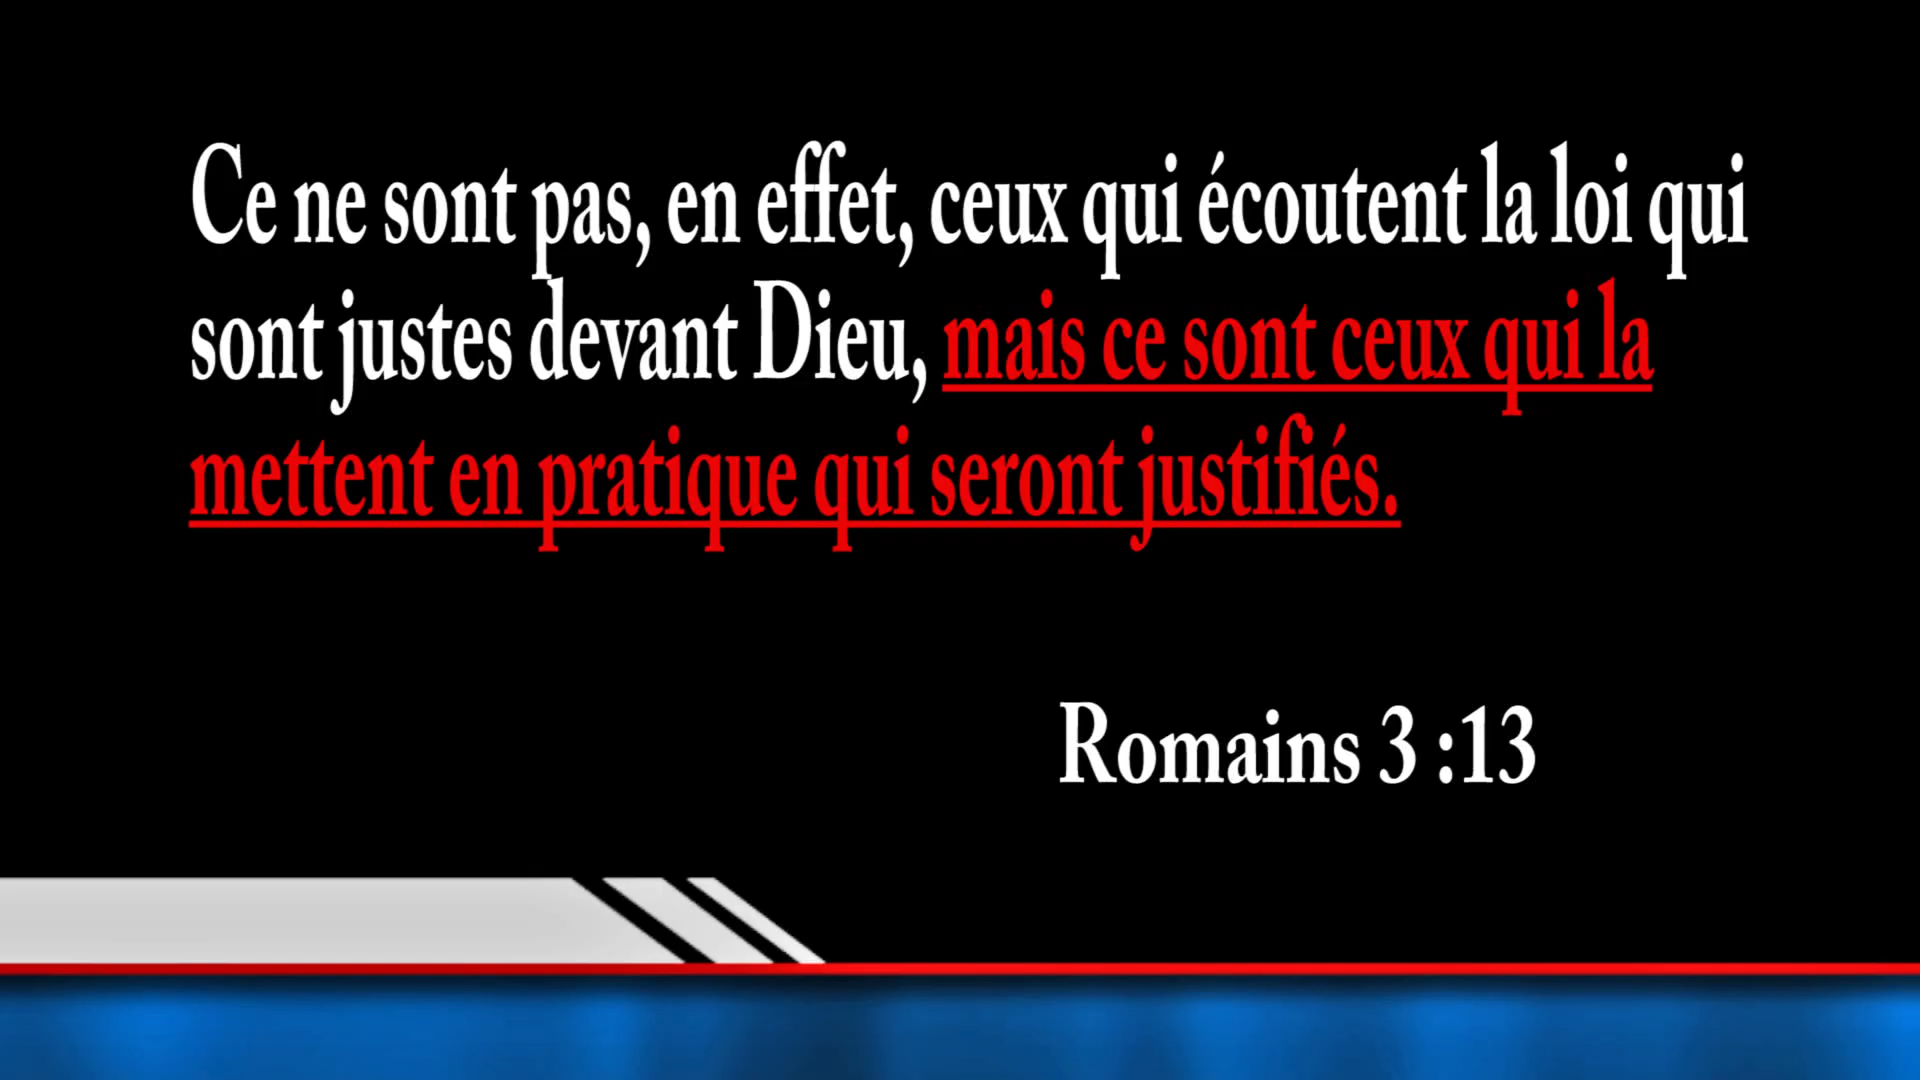 Ce ne sont pas, en effet, ceux qui écoutent la loi qui
sont justes devant Dieu, mais ce sont ceux qui la
mettent en pratique qui seront justifiés.
Romains 3 :13